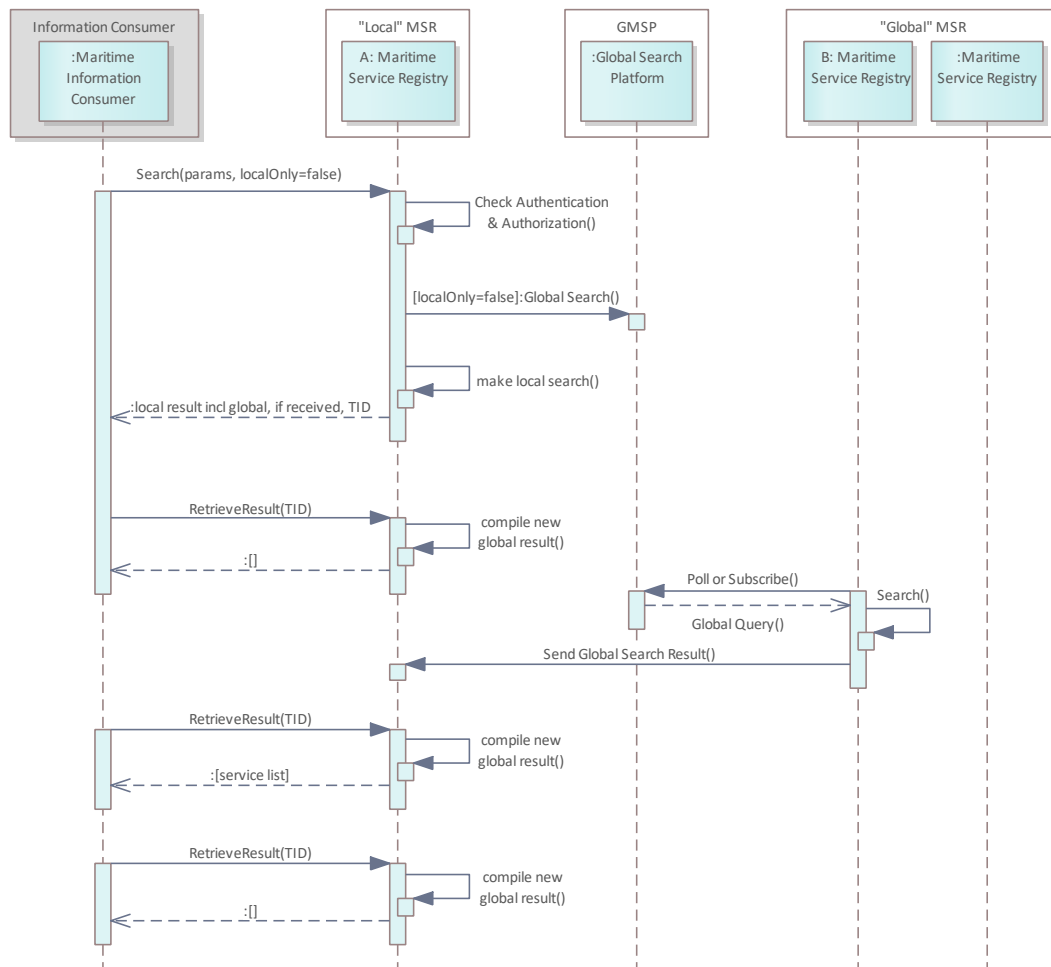 Information Consumer
"Local" MSR
GMSP
"Global" MSR
:Maritime
Information
Consumer
A: Maritime
Service Registry
:Global Search
Platform
B: Maritime
Service Registry
:Maritime
Service Registry
Search(params, localOnly=false)
Check Authentication
& Authorization()
[localOnly=false]:Global Search()
make local search()
:local result incl global, if received, TID
RetrieveResult(TID)
compile new
global result()
:[]
Poll or Subscribe()
Search()
Global Query()
Send Global Search Result()
RetrieveResult(TID)
compile new
global result()
:[service list]
RetrieveResult(TID)
compile new
global result()
:[]